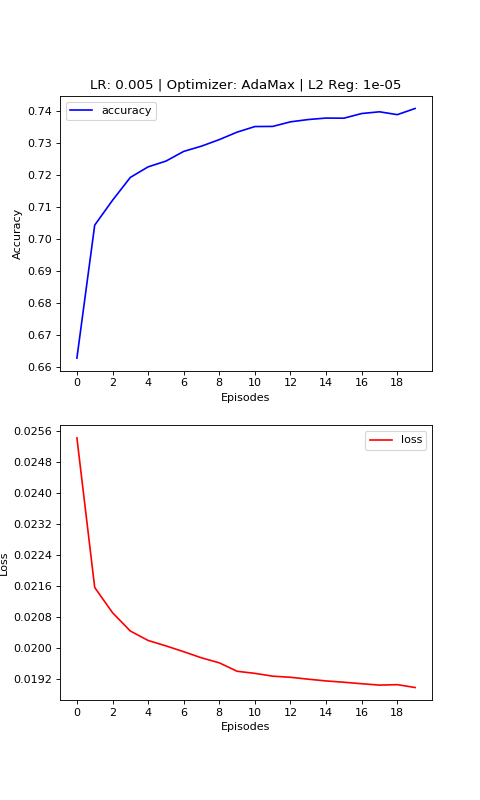 LR: 0.005 | Optimizer: AdaMax | L2 Reg: 1e-05
accuracy
0.74
0.73
0.72
0.71
0.70
0.69
0.68
0.67
0.66
Accuracy
0 2 4 6 8 10 12 14 16 18
Episodes
loss
0.0256
0.0248
0.0240
0.0232
0.0224
0.0216
0.0208
0.0200
0.0192
Loss
0 2 4 6 8 10 12 14 16 18
Episodes